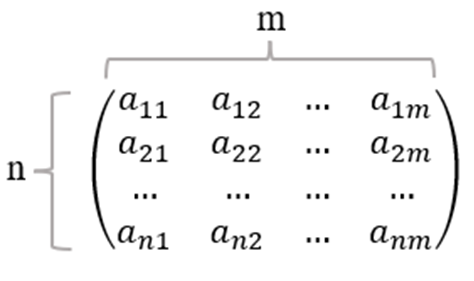 m
a₁₁ a₁₂ ... a₁ₘ
n a₂₁ a₂₂ ... a₂ₘ
... ... ... ...
aₙ₁ aₙ₂ ... aₙₘ